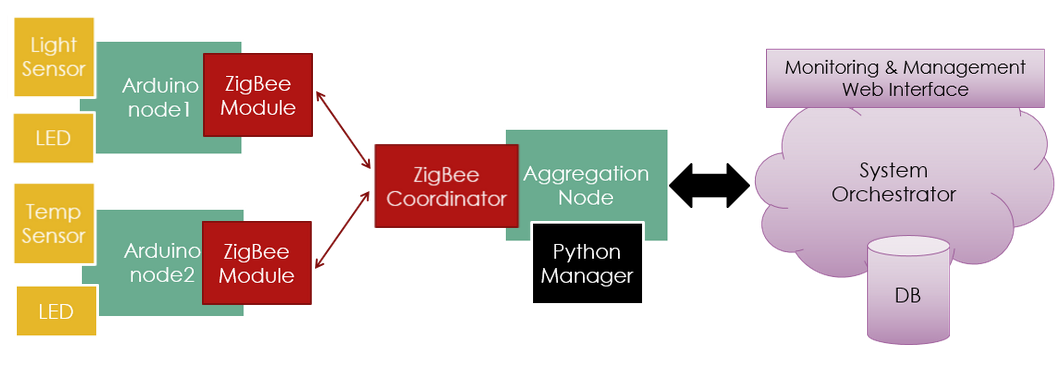 Light
Sensor
LED
Arduino
node1
ZigBee
Module
Temp
Sensor
LED
Arduino
node2
ZigBee
Module
ZigBee
Coordinator
Aggregation
Node
Python
Manager
Monitoring & Management
Web Interface
System
Orchestrator
DB